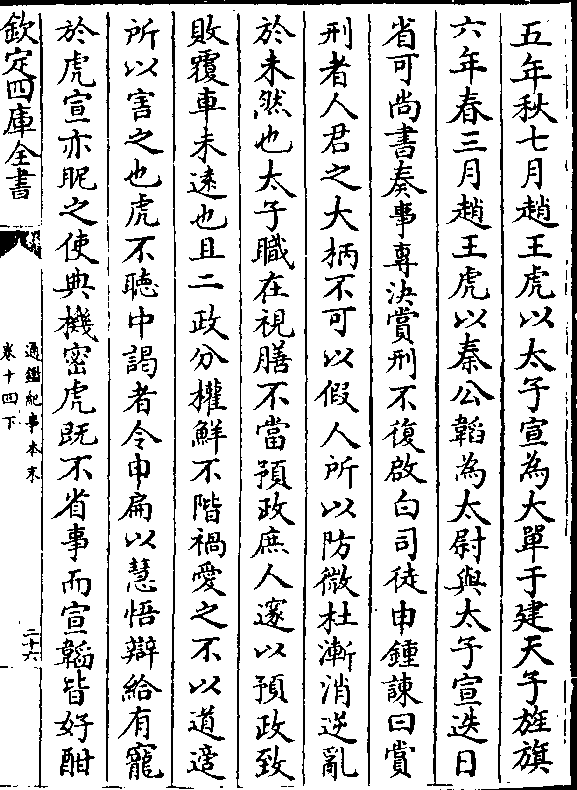 五年秋七月趙王虎以太子宣為大單于建天子旌旗
六年春三月趙王虎以秦公韜為太尉與太子宣迭日
省可尚書奏事專決賞刑不復啟白司徒申鍾諫曰賞
刑者人君之大柄不可以假人所以防微杜漸消逆亂
於未然也太子職在視膳不當預政庶人邃以預政致
敗覆車未逺也且二政分權鮮不階禍愛之不以道適
所以害之也虎不聽中謁者令申扁以慧悟辯給有寵
於虎宣亦昵之使典機密虎既不省事而宣韜皆好酣
欽定四庫全書
通鑑紀事本末
卷十四下
二十六